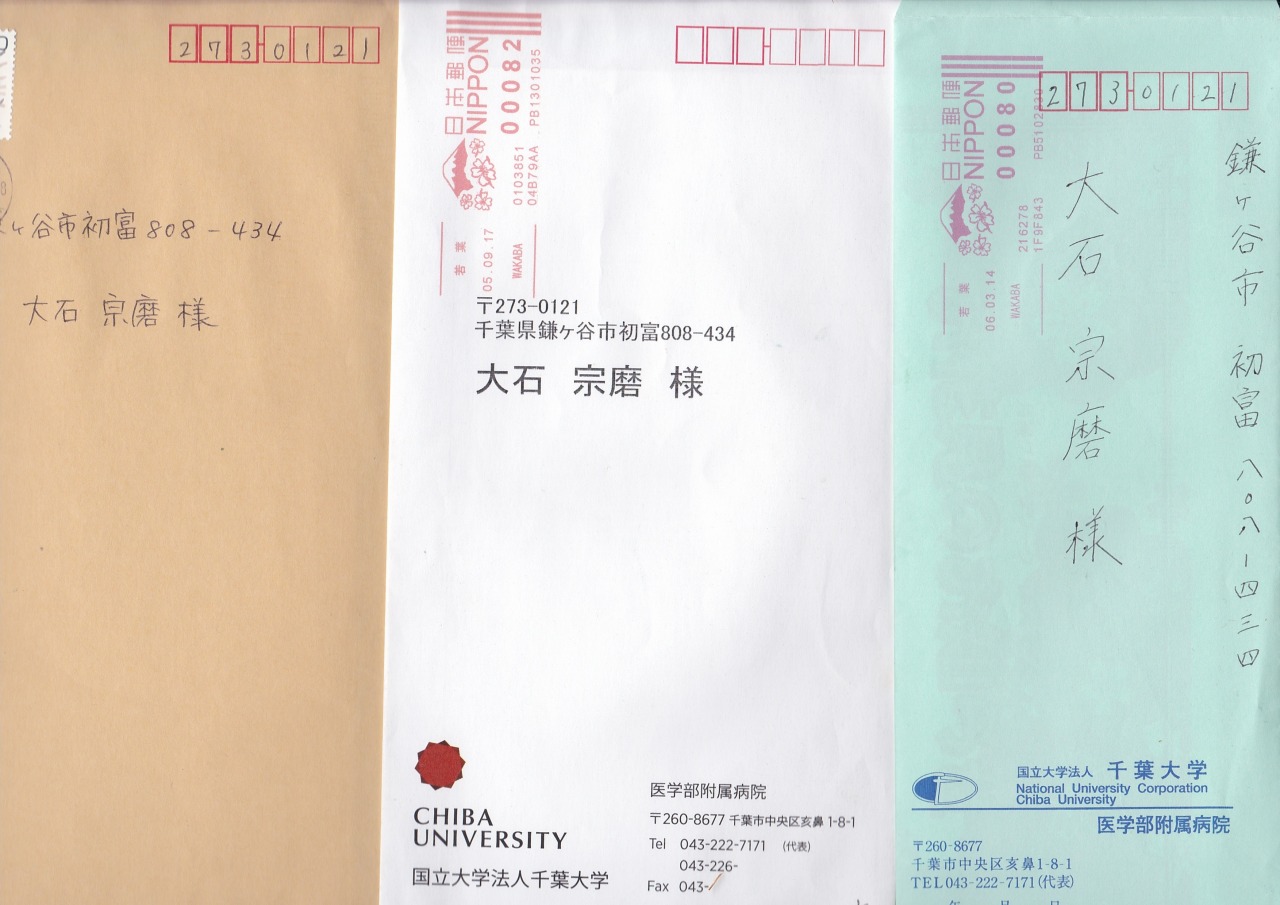 273-0121
ヶ谷市初富808-434
大石 宗磨 様
日本郵便
NIPPON
00082
0103851
04B79AA . PB1301035
若葉
05.09.17
WAKABA
〒273-0121
千葉県鎌ヶ谷市初富808-434
大石 宗磨 様
CHIBA
UNIVERSITY
国立大学法人千葉大学
医学部附属病院
〒260-8677 千葉市中央区亥鼻 1-8-1
Tel 043-222-7171 (代表)
043-226-
Fax 043-
日本郵便
NIPPON
00080
216278
1F9F843
若葉
06.03.14
WAKABA
273-0121
鎌ヶ谷市 初富 八〇八-四三四
大石 宗磨 様
国立大学法人 千葉大学
National University Corporation
Chiba University
医学部附属病院
〒260-8677
千葉市中央区亥鼻1-8-1
TEL043-222-7171(代表)